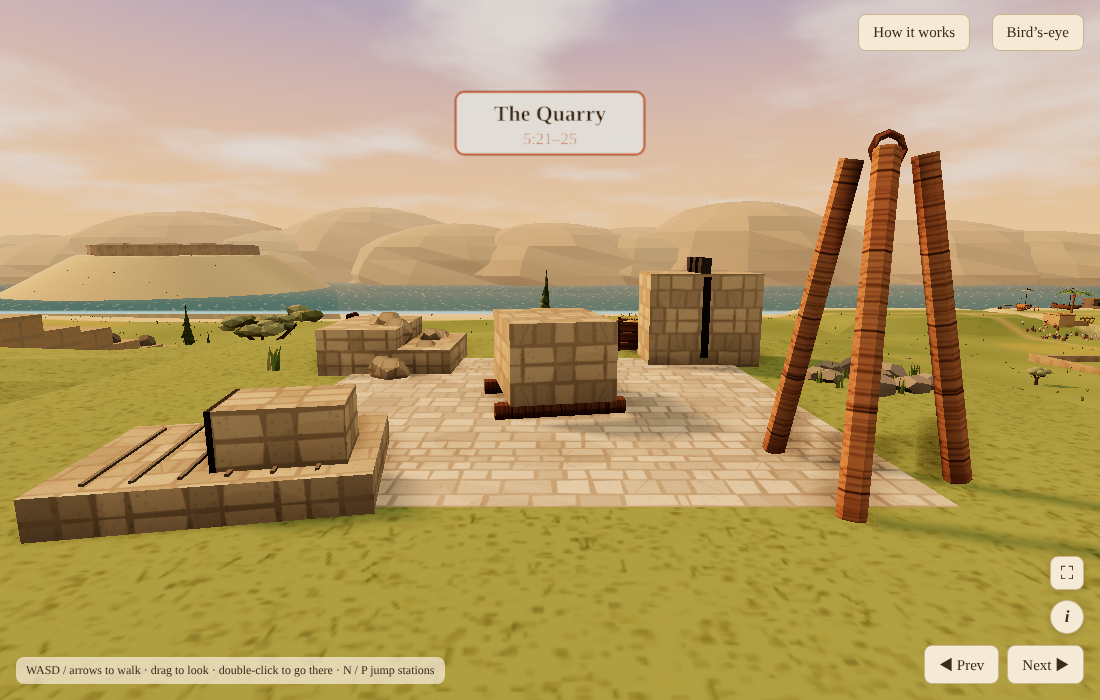 How it works
Bird's-eye
The Quarry
5:21–25
i
WASD / arrows to walk · drag to look · double-click to go there · N / P jump stations
◀ Prev
Next ▶